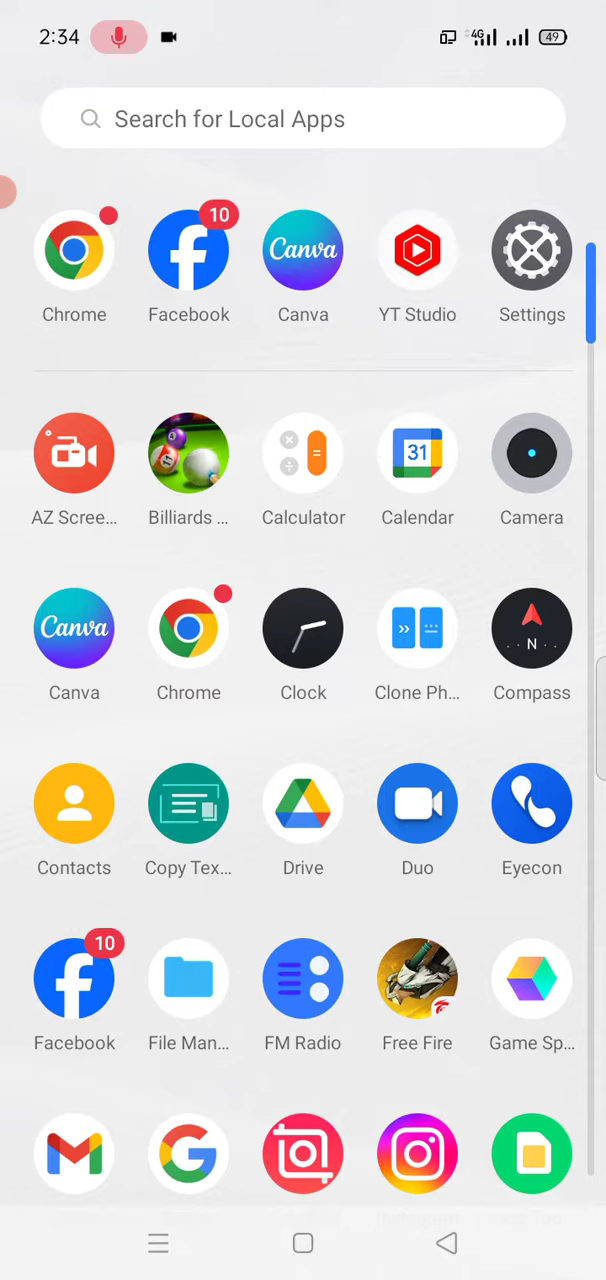 2:34
4G
49
Search for Local Apps
10
Canva
Chrome
Facebook
Canva
YT Studio
Settings
31
AZ Scree...
Billiards ...
Calculator
Calendar
Camera
Canva
N
Canva
Chrome
Clock
Clone Ph...
Compass
Contacts
Copy Tex...
Drive
Duo
Eyecon
10
Facebook
File Man...
FM Radio
Free Fire
Game Sp...